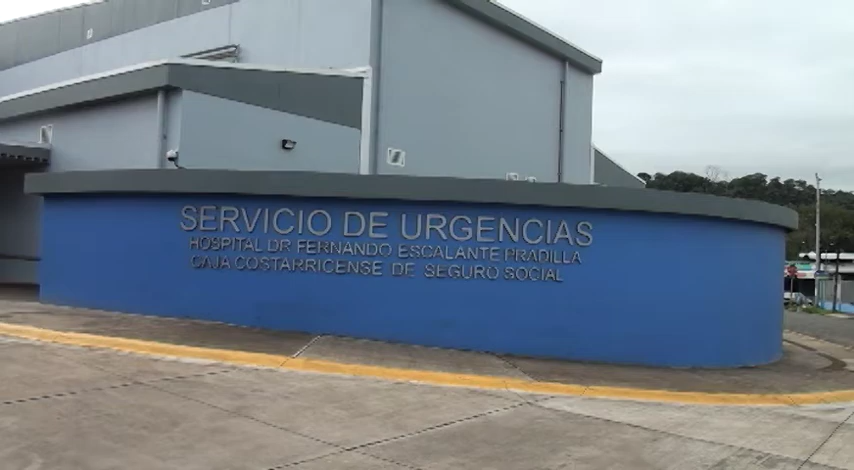 SERVICIO DE URGENCIAS
HOSPITAL DR FERNANDO ESCALANTE PRADILLA
CAJA COSTARRICENSE DE SEGURO SOCIAL